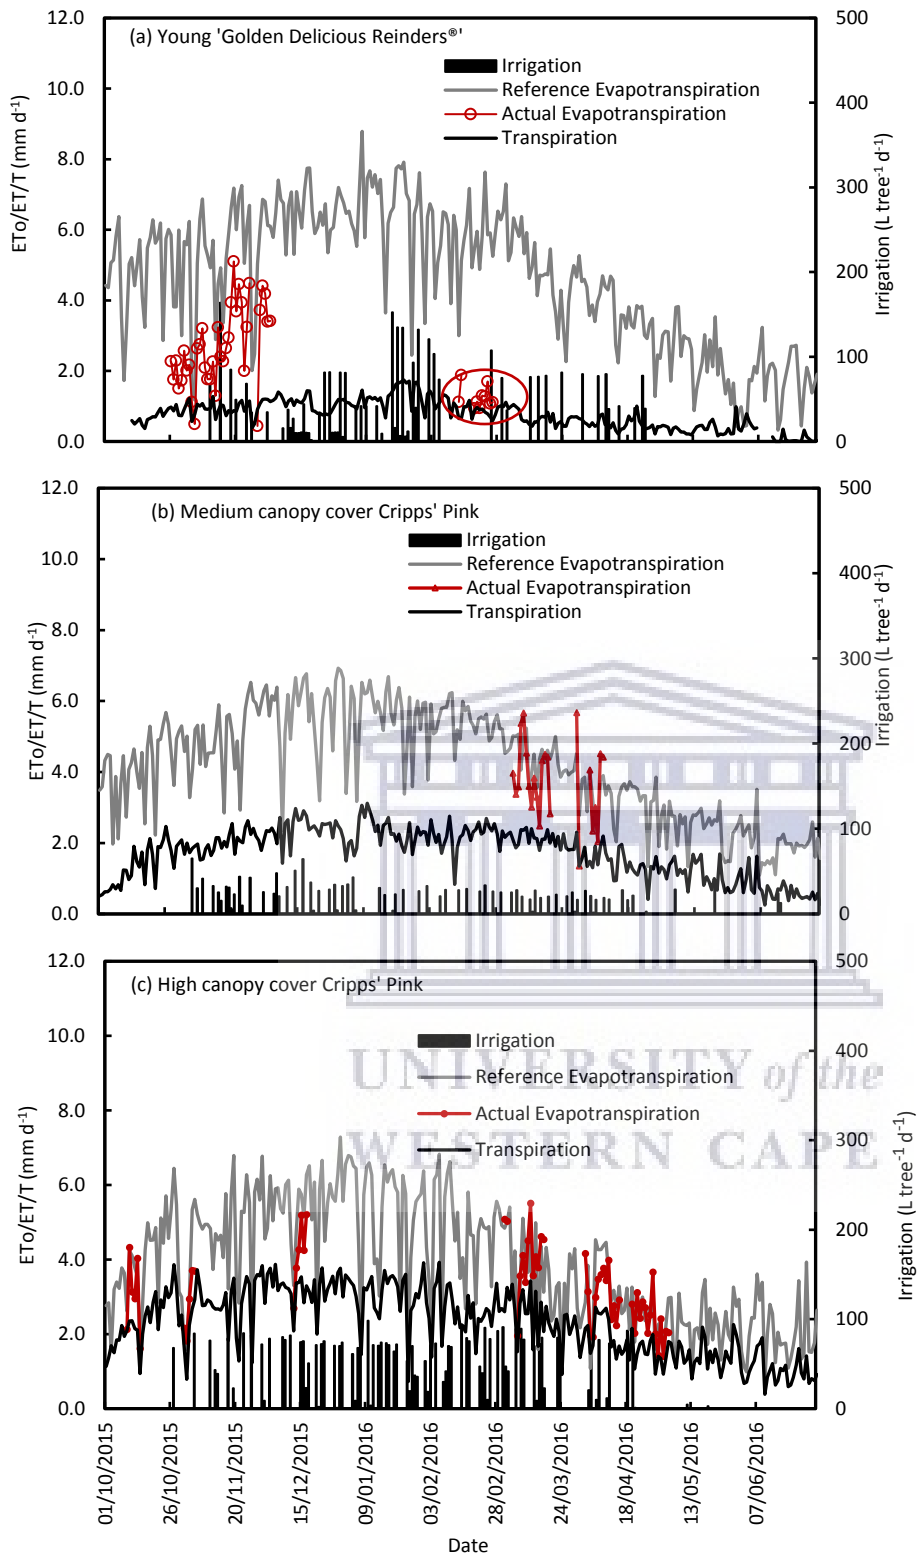 (a) Young 'Golden Delicious Reinders®'
Irrigation
Reference Evapotranspiration
Actual Evapotranspiration
Transpiration
12.0
10.0
8.0
6.0
4.0
2.0
0.0
ETo/ET/T (mm d-1)
500
400
300
200
100
0
Irrigation (L tree-1 d-1)
(b) Medium canopy cover Cripps' Pink
Irrigation
Reference Evapotranspiration
Actual Evapotranspiration
Transpiration
12.0
10.0
8.0
6.0
4.0
2.0
0.0
ETo/ET/T (mm d-1)
500
400
300
200
100
0
Irrigation (L tree-1 d-1)
(c) High canopy cover Cripps' Pink
Irrigation
Reference Evapotranspiration
Actual Evapotranspiration
Transpiration
12.0
10.0
8.0
6.0
4.0
2.0
0.0
ETo/ET/T (mm d-1)
500
400
300
200
100
0
Irrigation (L tree-1 d-1)
UNIVERSITY of the
WESTERN CAPE
01/10/2015
26/10/2015
20/11/2015
15/12/2015
09/01/2016
03/02/2016
28/02/2016
24/03/2016
18/04/2016
13/05/2016
07/06/2016
Date